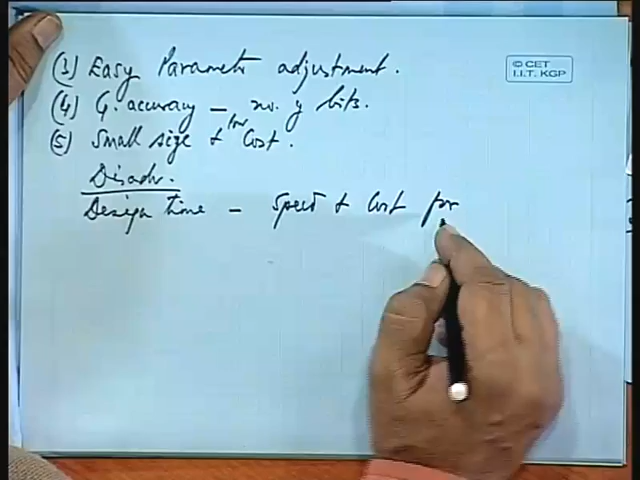 (3) Easy Parameter adjustment.
© CET
I.I.T. KGP
(4) G. accuracy - no. of bits.
(5) Small size & low Cost.
Disadv.
Design time - Speed & Cost for